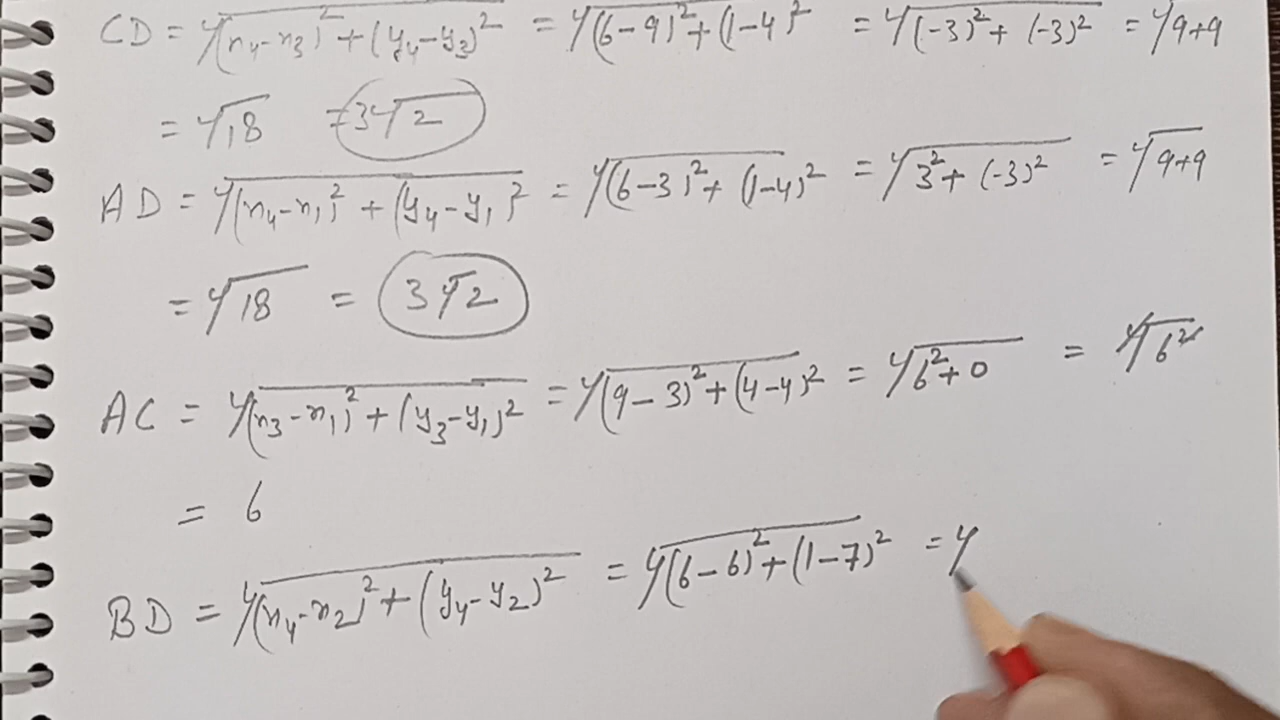 CD = √(x₄-x₃)² + (y₄-y₃)² = √(6-9)² + (1-4)² = √(-3)² + (-3)² = √9+9
= √18 = 3√2
AD = √(x₄-x₁)² + (y₄-y₁)² = √(6-3)² + (1-4)² = √3² + (-3)² = √9+9
= √18 = 3√2
AC = √(x₃-x₁)² + (y₃-y₁)² = √(9-3)² + (4-4)² = √6²+0 = √6²
= 6
BD = √(x₄-x₂)² + (y₄-y₂)² = √(6-6)² + (1-7)² = √